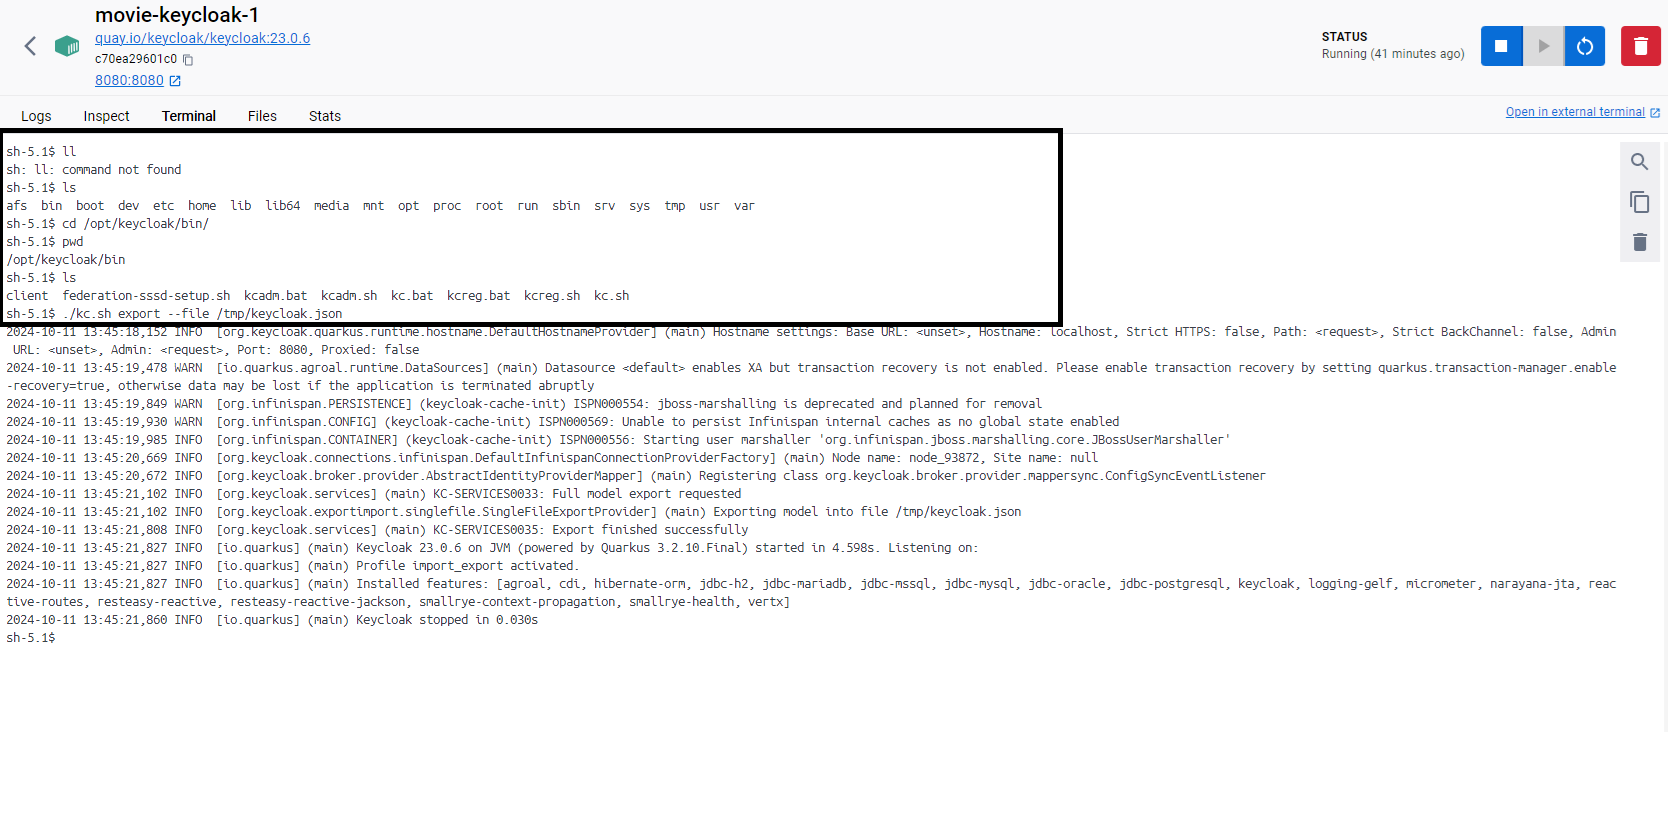 movie-keycloak-1
quay.io/keycloak/keycloak:23.0.6
c70ea29601c0
8080:8080
STATUS
Running (41 minutes ago)
Logs Inspect Terminal Files Stats
Open in external terminal
sh-5.1$ ll
sh: ll: command not found
sh-5.1$ ls
afs  bin  boot  dev  etc  home  lib  lib64  media  mnt  opt  proc  root  run  sbin  srv  sys  tmp  usr  var
sh-5.1$ cd /opt/keycloak/bin/
sh-5.1$ pwd
/opt/keycloak/bin
sh-5.1$ ls
client  federation-sssd-setup.sh  kcadm.bat  kcadm.sh  kc.bat  kcreg.bat  kcreg.sh  kc.sh
sh-5.1$ ./kc.sh export --file /tmp/keycloak.json
2024-10-11 13:45:18,152 INFO  [org.keycloak.quarkus.runtime.hostname.DefaultHostnameProvider] (main) Hostname settings: Base URL: <unset>, Hostname: localhost, Strict HTTPS: false, Path: <request>, Strict BackChannel: false, Admin
 URL: <unset>, Admin: <request>, Port: 8080, Proxied: false
2024-10-11 13:45:19,478 WARN  [io.quarkus.agroal.runtime.DataSources] (main) Datasource <default> enables XA but transaction recovery is not enabled. Please enable transaction recovery by setting quarkus.transaction-manager.enable
-recovery=true, otherwise data may be lost if the application is terminated abruptly
2024-10-11 13:45:19,849 WARN  [org.infinispan.PERSISTENCE] (keycloak-cache-init) ISPN000554: jboss-marshalling is deprecated and planned for removal
2024-10-11 13:45:19,930 WARN  [org.infinispan.CONFIG] (keycloak-cache-init) ISPN000569: Unable to persist Infinispan internal caches as no global state enabled
2024-10-11 13:45:19,985 INFO  [org.infinispan.CONTAINER] (keycloak-cache-init) ISPN000556: Starting user marshaller 'org.infinispan.jboss.marshalling.core.JBossUserMarshaller'
2024-10-11 13:45:20,669 INFO  [org.keycloak.connections.infinispan.DefaultInfinispanConnectionProviderFactory] (main) Node name: node_93872, Site name: null
2024-10-11 13:45:20,672 INFO  [org.keycloak.broker.provider.AbstractIdentityProviderMapper] (main) Registering class org.keycloak.broker.provider.mappersync.ConfigSyncEventListener
2024-10-11 13:45:21,102 INFO  [org.keycloak.services] (main) KC-SERVICES0033: Full model export requested
2024-10-11 13:45:21,102 INFO  [org.keycloak.exportimport.singlefile.SingleFileExportProvider] (main) Exporting model into file /tmp/keycloak.json
2024-10-11 13:45:21,808 INFO  [org.keycloak.services] (main) KC-SERVICES0035: Export finished successfully
2024-10-11 13:45:21,827 INFO  [io.quarkus] (main) Keycloak 23.0.6 on JVM (powered by Quarkus 3.2.10.Final) started in 4.598s. Listening on:
2024-10-11 13:45:21,827 INFO  [io.quarkus] (main) Profile import_export activated.
2024-10-11 13:45:21,827 INFO  [io.quarkus] (main) Installed features: [agroal, cdi, hibernate-orm, jdbc-h2, jdbc-mariadb, jdbc-mssql, jdbc-mysql, jdbc-oracle, jdbc-postgresql, keycloak, logging-gelf, micrometer, narayana-jta, reac
tive-routes, resteasy-reactive, resteasy-reactive-jackson, smallrye-context-propagation, smallrye-health, vertx]
2024-10-11 13:45:21,860 INFO  [io.quarkus] (main) Keycloak stopped in 0.030s
sh-5.1$